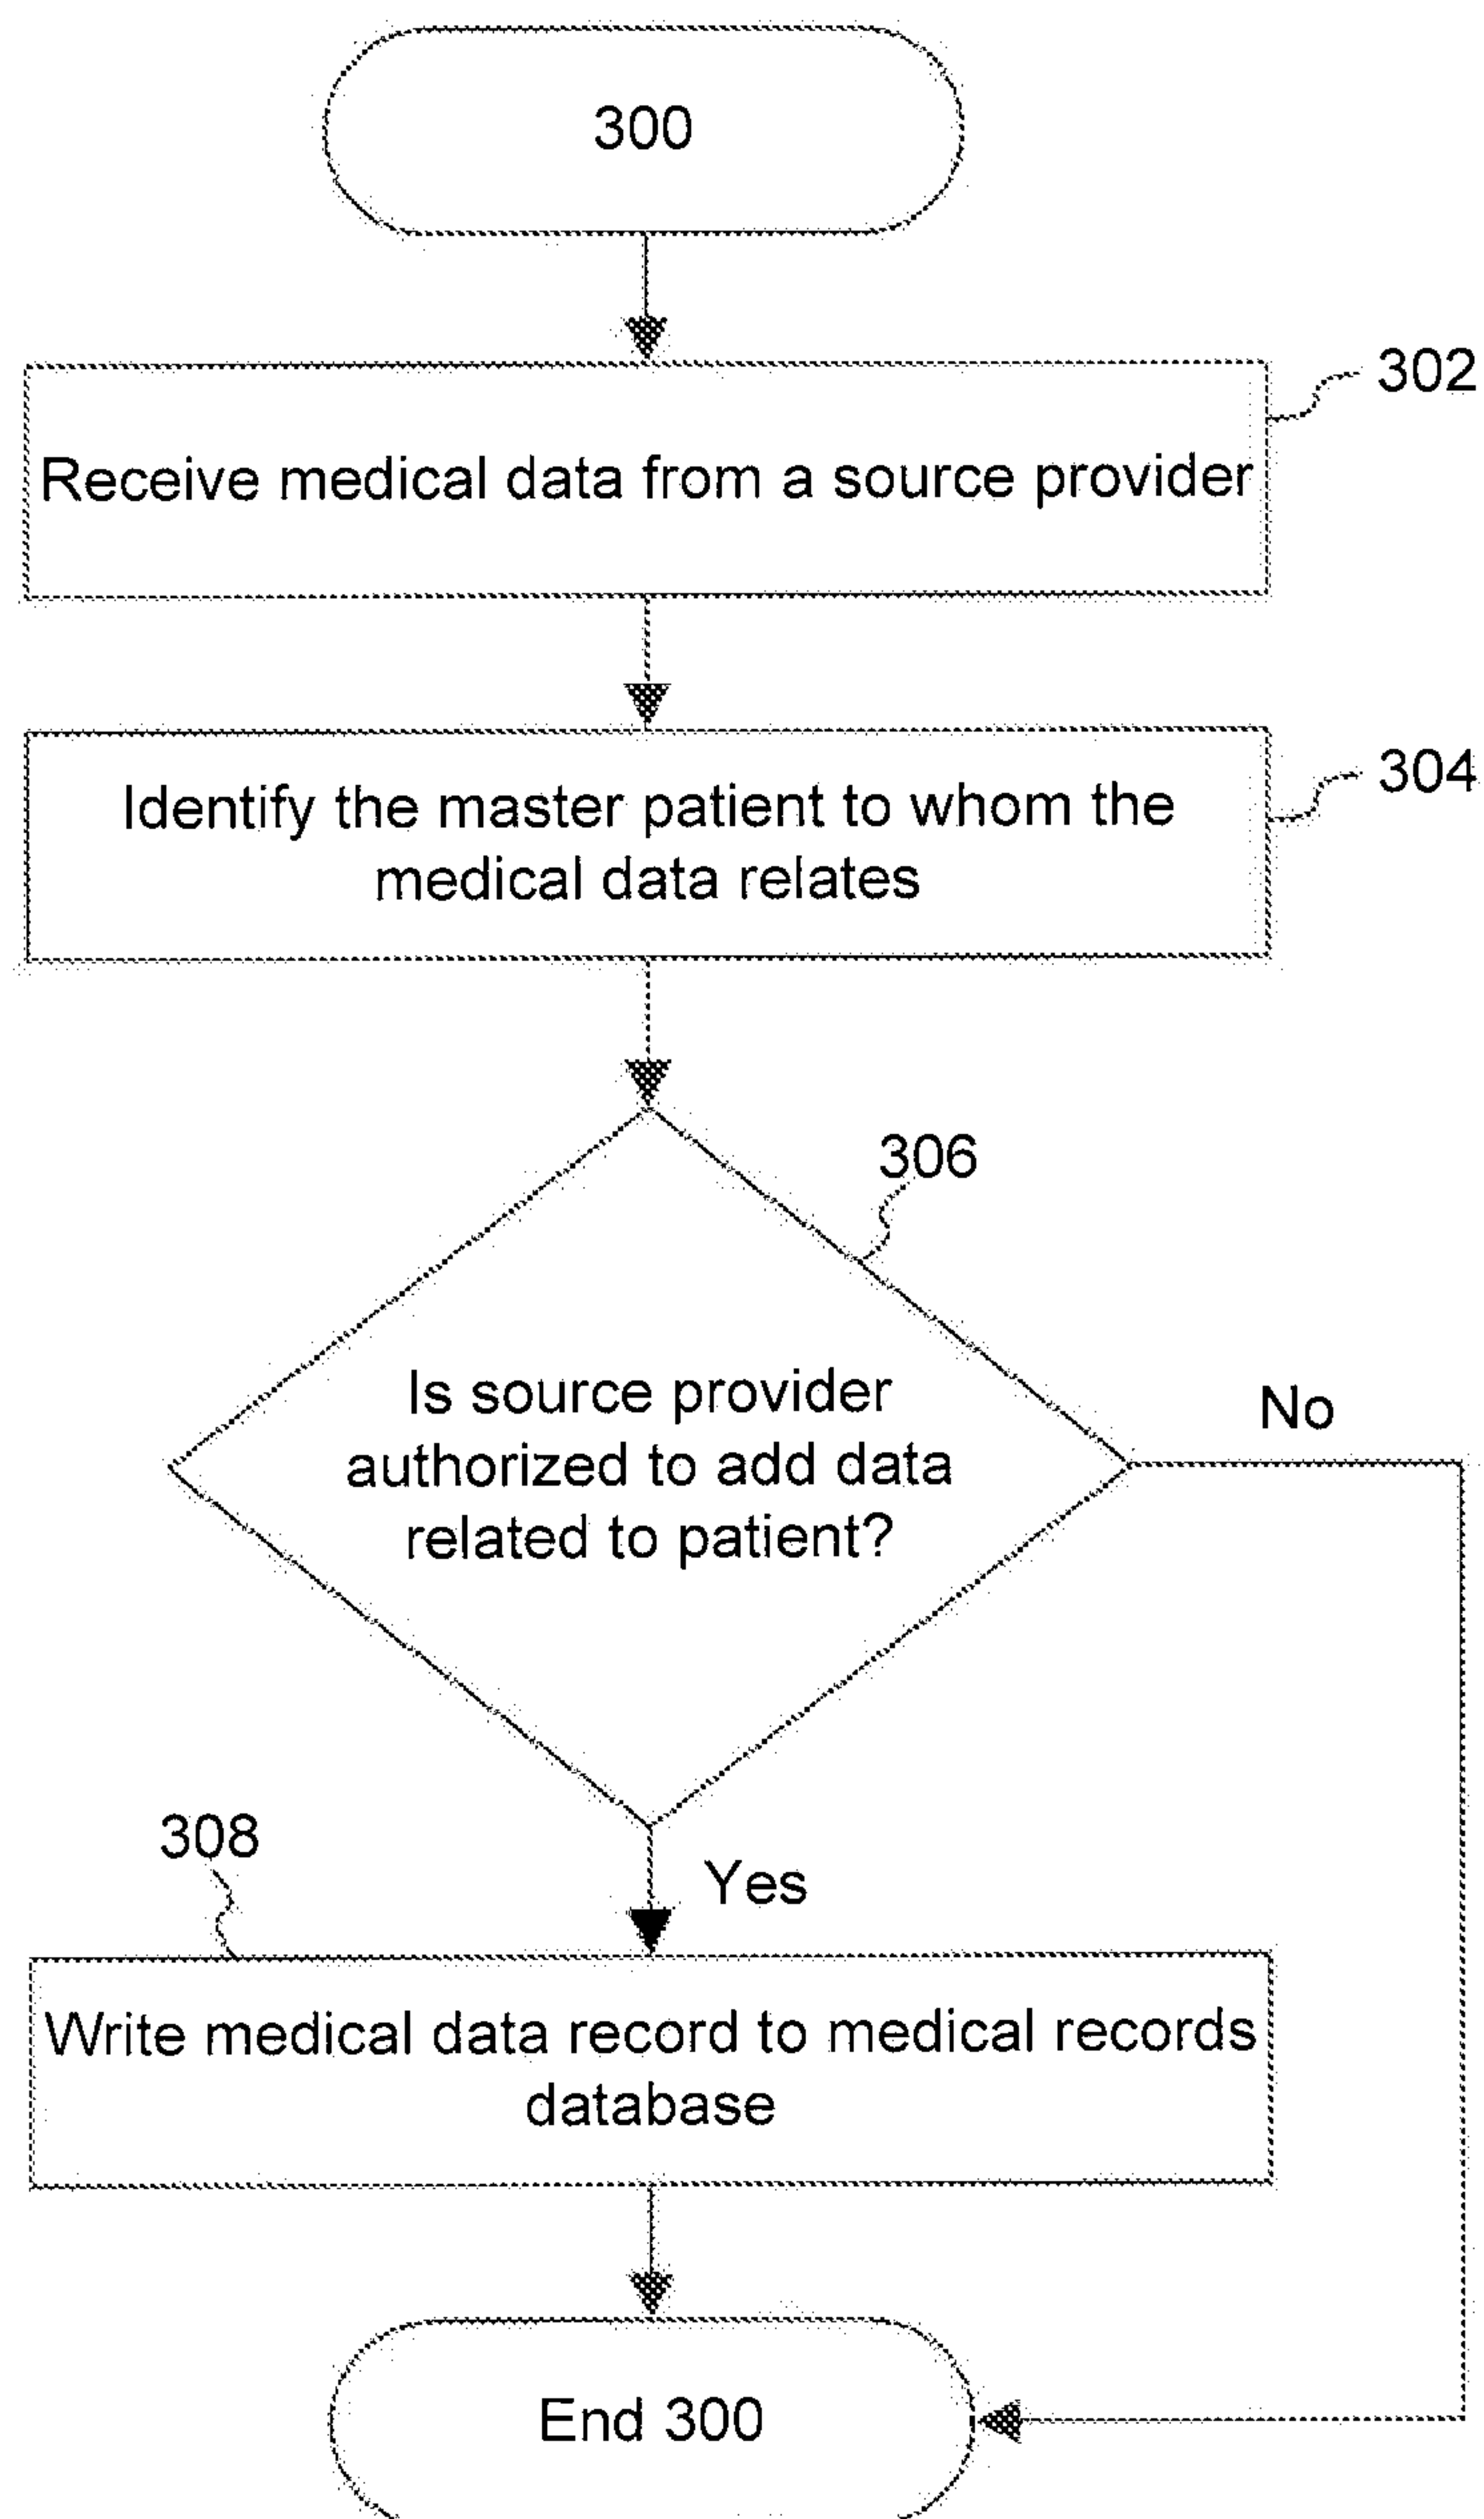 300
302
Receive medical data from a source provider
304
Identify the master patient to whom the
medical data relates
306
Is source provider
authorized to add data
related to patient?
No
308
Yes
Write medical data record to medical records
database
End 300